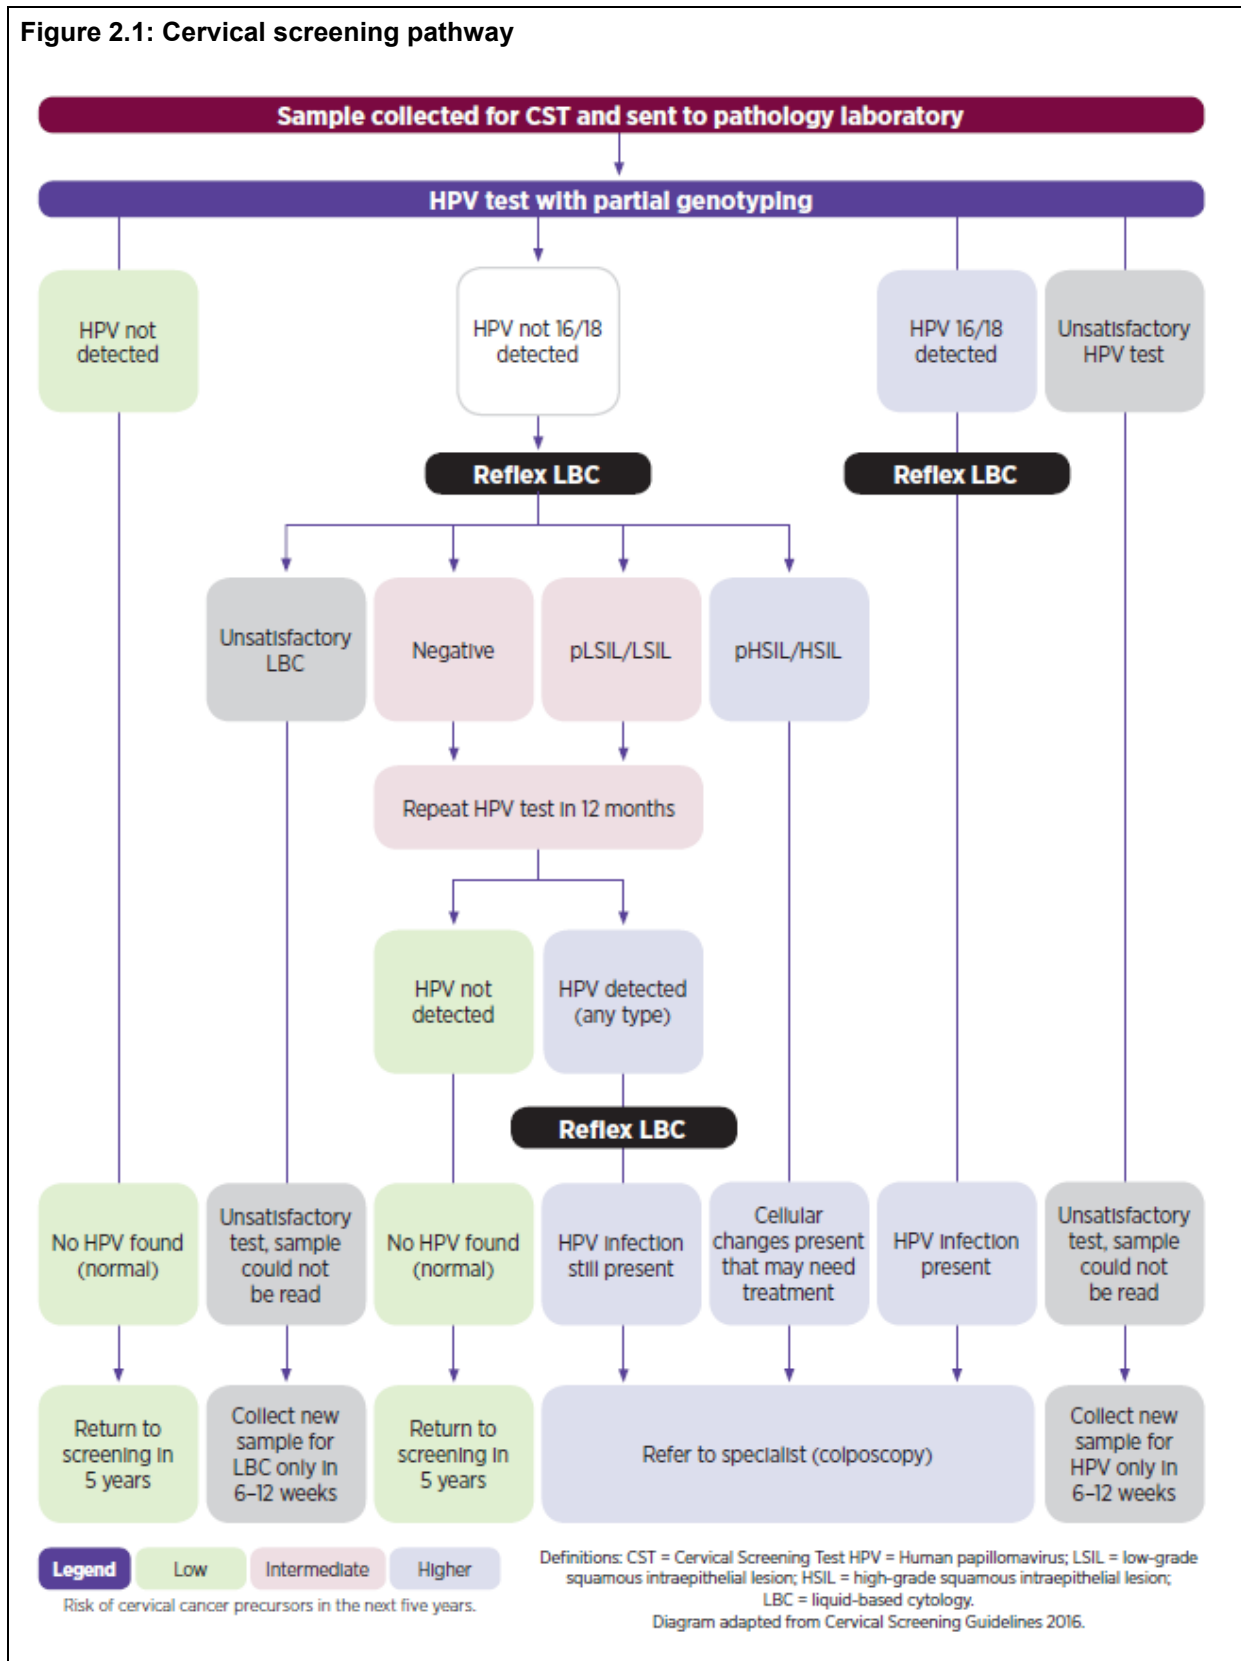 Figure 2.1: Cervical screening pathway
Sample collected for CST and sent to pathology laboratory
HPV test with partial genotyping
HPV not
detected
HPV not 16/18
detected
HPV 16/18
detected
Unsatisfactory
HPV test
Reflex LBC
Reflex LBC
Unsatisfactory
LBC
Negative
pLSIL/LSIL
pHSIL/HSIL
Repeat HPV test in 12 months
HPV not
detected
HPV detected
(any type)
Reflex LBC
No HPV found
(normal)
Unsatisfactory
test, sample
could not
be read
No HPV found
(normal)
HPV infection
still present
Cellular
changes present
that may need
treatment
HPV infection
present
Unsatisfactory
test, sample
could not
be read
Return to
screening in
5 years
Collect new
sample for
LBC only in
6–12 weeks
Return to
screening in
5 years
Refer to specialist (colposcopy)
Collect new
sample for
HPV only in
6–12 weeks
Legend
Low
Intermediate
Higher
Risk of cervical cancer precursors in the next five years.
Definitions: CST = Cervical Screening Test HPV = Human papillomavirus; LSIL = low-grade
squamous intraepithelial lesion; HSIL = high-grade squamous intraepithelial lesion;
LBC = liquid-based cytology.
Diagram adapted from Cervical Screening Guidelines 2016.